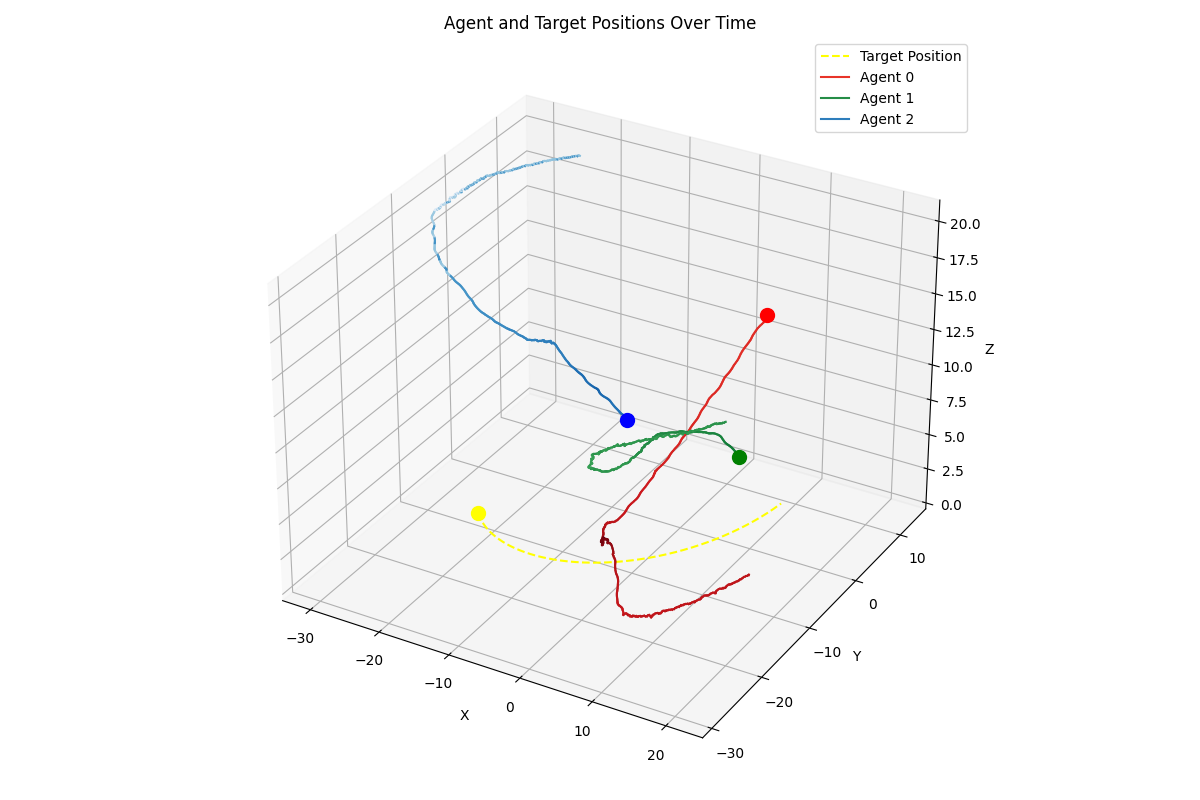 Agent and Target Positions Over Time
Target Position
Agent 0
Agent 1
Agent 2
20.0
17.5
15.0
Z
12.5
10.0
7.5
5.0
2.5
0.0
10
0
−10
Y
−20
−30
−30
−20
−10
X
0
10
20